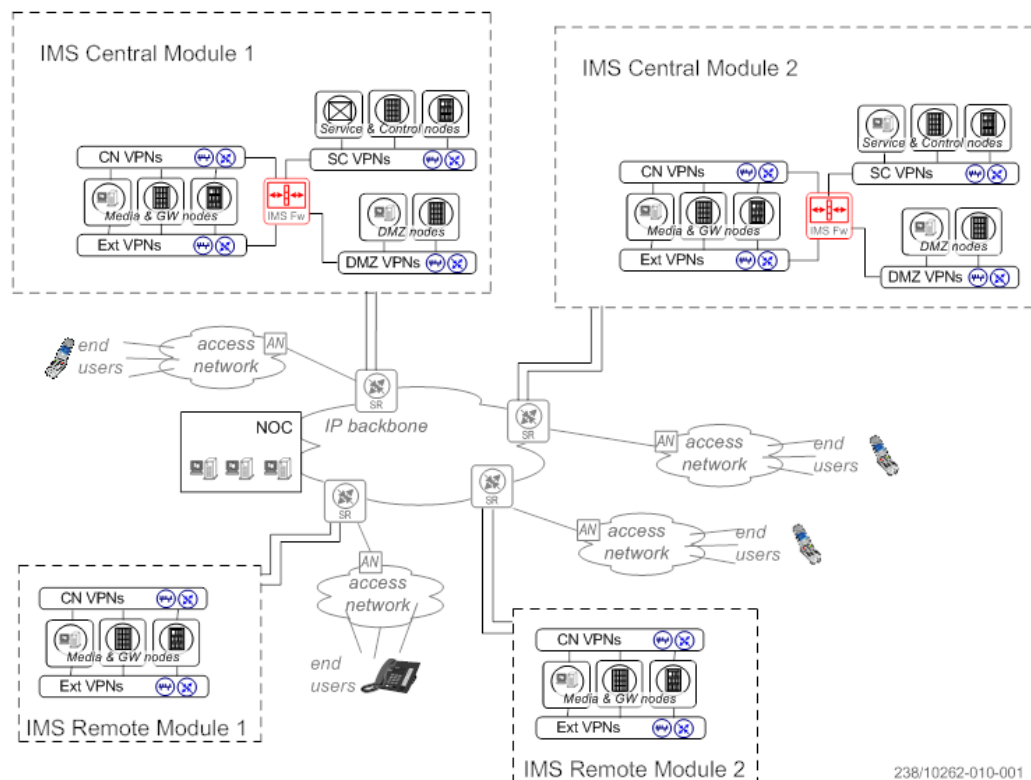 IMS Central Module 1
Service & Control nodes
CN VPNs
SC VPNs
Media & GW nodes
IMS Fw
DMZ nodes
Ext VPNs
DMZ VPNs
IMS Central Module 2
Service & Control nodes
CN VPNs
SC VPNs
Media & GW nodes
IMS Fw
DMZ nodes
Ext VPNs
DMZ VPNs
end
users
access
network
AN
SR
NOC
IP backbone
SR
AN
access
network
end
users
SR
SR
AN
access
network
end
users
AN
access
network
end
users
CN VPNs
Media & GW nodes
Ext VPNs
IMS Remote Module 1
CN VPNs
Media & GW nodes
Ext VPNs
IMS Remote Module 2
238/10262-010-001